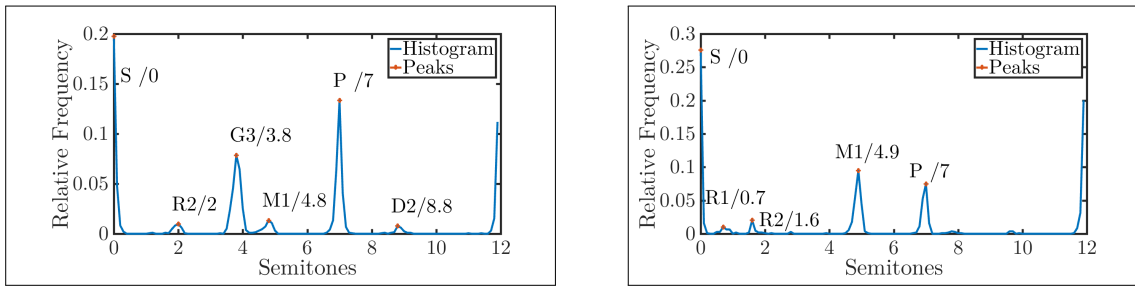 Relative Frequency
0.2
0.15
0.1
0.05
0
Histogram
Peaks
S /0
R2/2
G3/3.8
M1/4.8
P /7
D2/8.8
0 2 4 6 8 10 12
Semitones
Relative Frequency
0.3
0.25
0.2
0.15
0.1
0.05
0
Histogram
Peaks
S /0
R1/0.7
R2/1.6
M1/4.9
P /7
0 2 4 6 8 10 12
Semitones